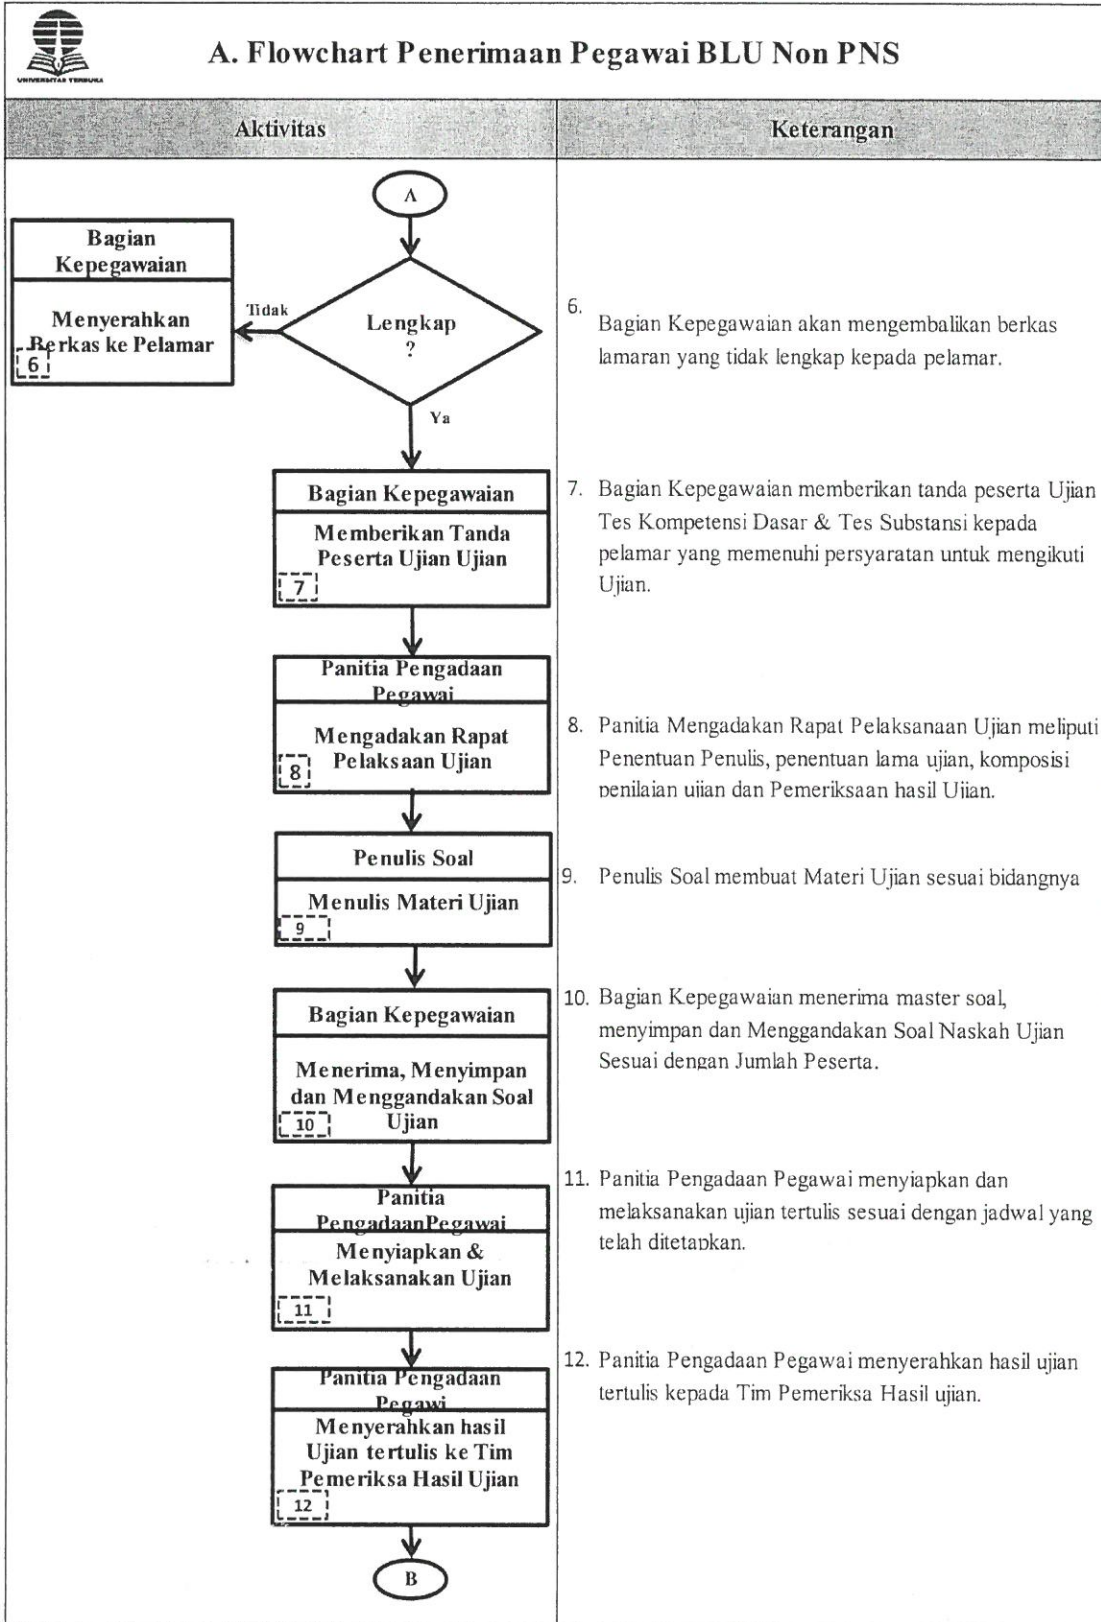 UNIVERSITAS TERBUKA
A. Flowchart Penerimaan Pegawai BLU Non PNS
Aktivitas
Keterangan
A
Bagian
Kepegawaian
Menyerahkan
Berkas ke Pelamar
6
Tidak
Lengkap
?
Ya
6.
Bagian Kepegawaian akan mengembalikan berkas
lamaran yang tidak lengkap kepada pelamar.
Bagian Kepegawaian
Memberikan Tanda
Peserta Ujian Ujian
7
7. Bagian Kepegawaian memberikan tanda peserta Ujian
Tes Kompetensi Dasar & Tes Substansi kepada
pelamar yang memenuhi persyaratan untuk mengikuti
Ujian.
Panitia Pengadaan
Pegawai
Mengadakan Rapat
Pelaksaan Ujian
8
8. Panitia Mengadakan Rapat Pelaksanaan Ujian meliputi
Penentuan Penulis, penentuan lama ujian, komposisi
penilaian ujian dan Pemeriksaan hasil Ujian.
Penulis Soal
Menulis Materi Ujian
9
9. Penulis Soal membuat Materi Ujian sesuai bidangnya
Bagian Kepegawaian
Menerima, Menyimpan
dan Menggandakan Soal
Ujian
10
10. Bagian Kepegawaian menerima master soal,
menyimpan dan Menggandakan Soal Naskah Ujian
Sesuai dengan Jumlah Peserta.
Panitia
PengadaanPegawai
Menyiapkan &
Melaksanakan Ujian
11
11. Panitia Pengadaan Pegawai menyiapkan dan
melaksanakan ujian tertulis sesuai dengan jadwal yang
telah ditetapkan.
Panitia Pengadaan
Pegawi
Menyerahkan hasil
Ujian tertulis ke Tim
Pemeriksa Hasil Ujian
12
12. Panitia Pengadaan Pegawai menyerahkan hasil ujian
tertulis kepada Tim Pemeriksa Hasil ujian.
B